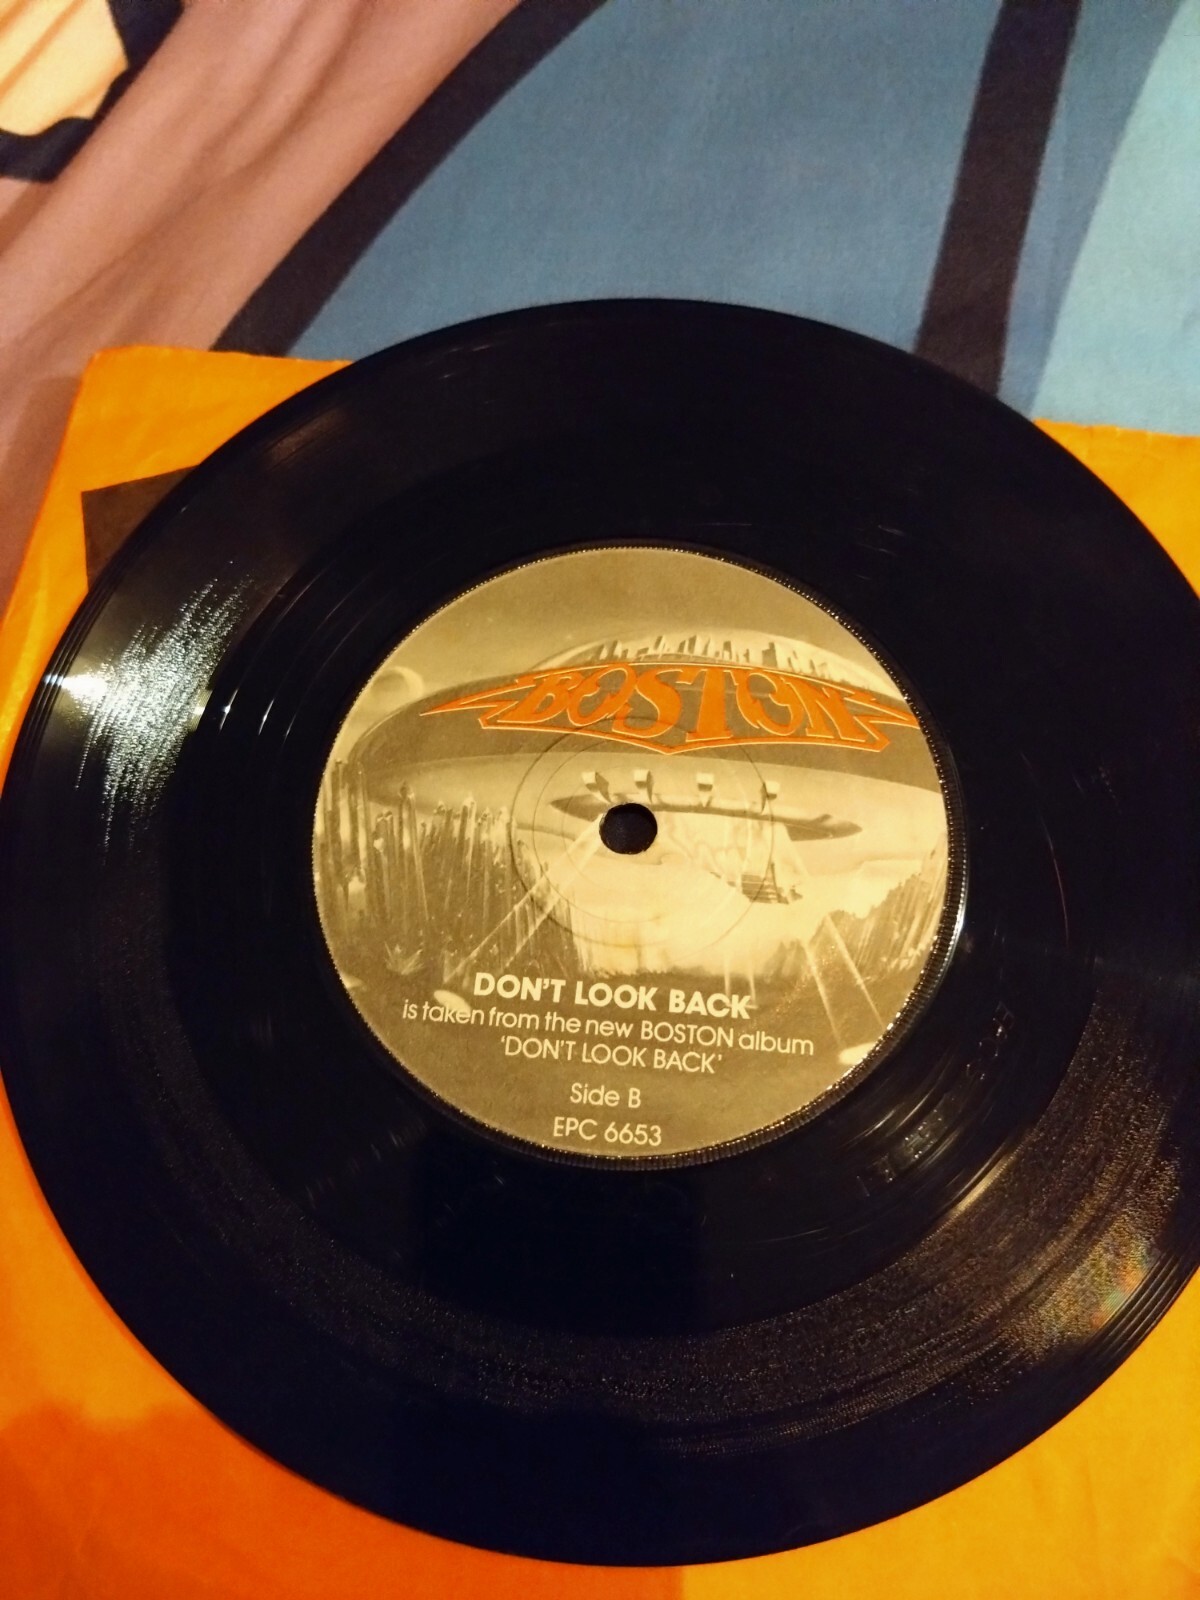 BOSTON
DON'T LOOK BACK
is taken from the new BOSTON album
'DON'T LOOK BACK'
Side B
EPC 6653